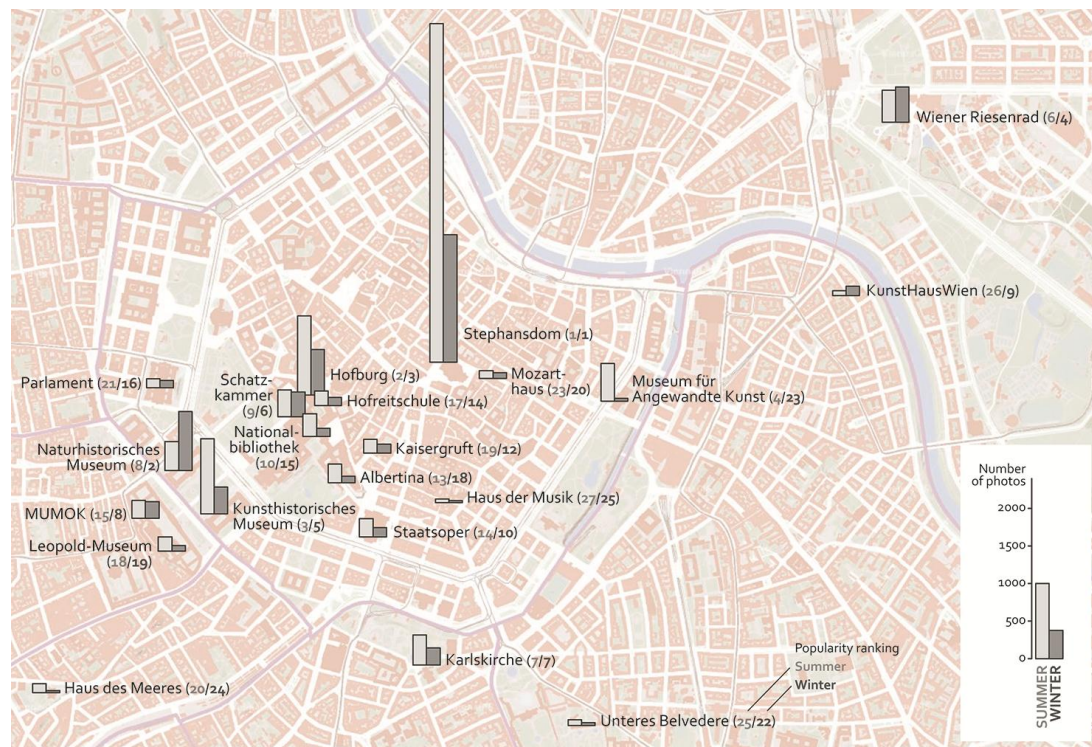 Wiener Riesenrad (6/4)
KunstHausWien (26/9)
Stephansdom (1/1)
Parlament (21/16)
Schatz-
kammer
(9/6)
Hofburg (2/3)
Hofreitschule (17/14)
Mozart-
haus (23/20)
Museum für
Angewandte Kunst (4/23)
National-
bibliothek
(10/15)
Naturhistorisches
Museum (8/2)
Kaisergruft (19/12)
Albertina (13/18)
Haus der Musik (27/25)
MUMOK (15/8)
Kunsthistorisches
Museum (3/5)
Staatsoper (14/10)
Leopold-Museum
(18/19)
Karlskirche (7/7)
Haus des Meeres (20/24)
Unteres Belvedere (25/22)
Popularity ranking
Summer
Winter
Number
of photos
2000
1500
1000
500
0
SUMMER
WINTER